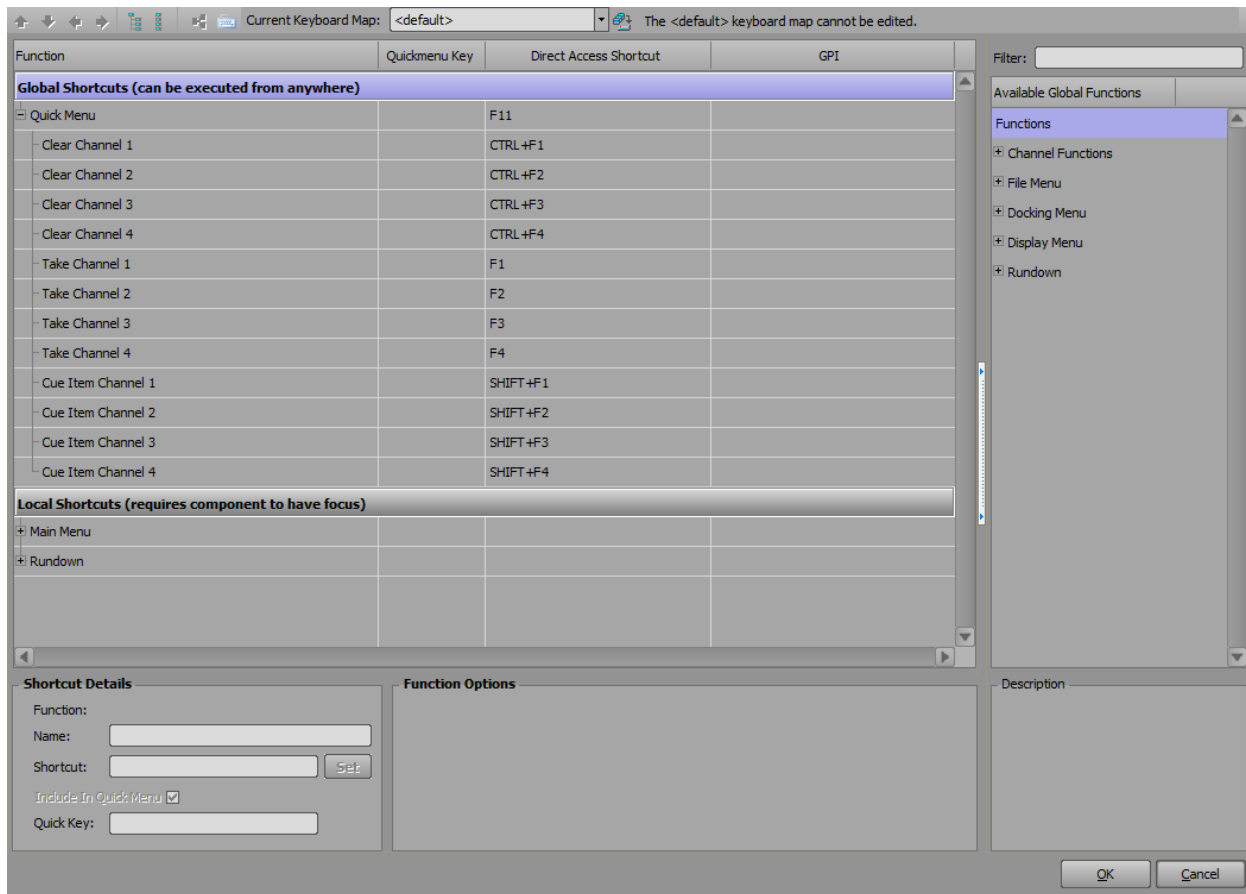 Current Keyboard Map: <default> The <default> keyboard map cannot be edited.
Function Quickmenu Key Direct Access Shortcut GPI
Global Shortcuts (can be executed from anywhere)
Quick Menu F11
Clear Channel 1 CTRL+F1
Clear Channel 2 CTRL+F2
Clear Channel 3 CTRL+F3
Clear Channel 4 CTRL+F4
Take Channel 1 F1
Take Channel 2 F2
Take Channel 3 F3
Take Channel 4 F4
Cue Item Channel 1 SHIFT+F1
Cue Item Channel 2 SHIFT+F2
Cue Item Channel 3 SHIFT+F3
Cue Item Channel 4 SHIFT+F4
Local Shortcuts (requires component to have focus)
Main Menu
Rundown
Filter:
Available Global Functions
Functions
Channel Functions
File Menu
Docking Menu
Display Menu
Rundown
Shortcut Details
Function:
Name:
Shortcut: Set
Include In Quick Menu
Quick Key:
Function Options
Description
OK Cancel